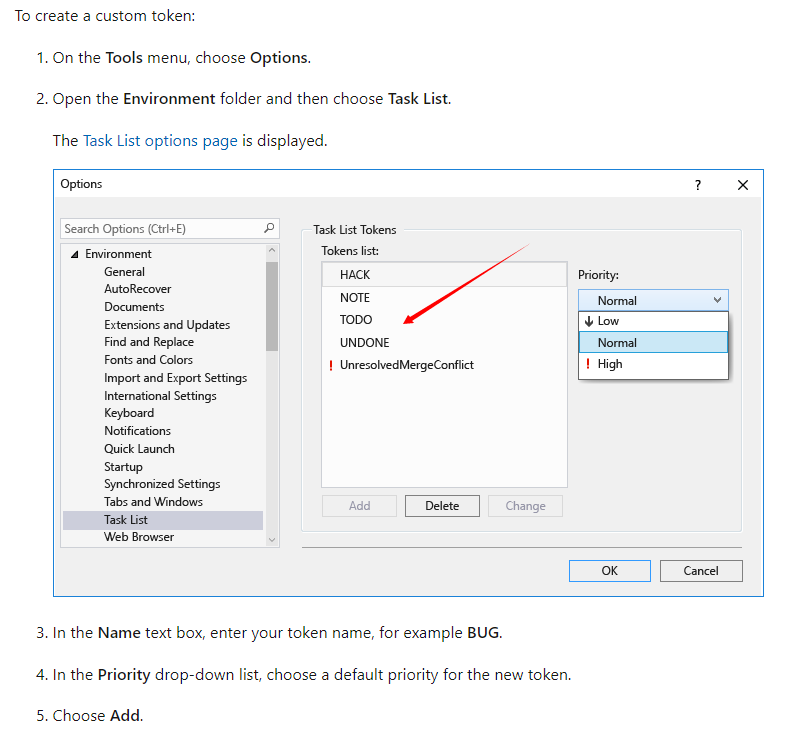 To create a custom token:
1. On the Tools menu, choose Options.
2. Open the Environment folder and then choose Task List.
The Task List options page is displayed.
Options
?
Search Options (Ctrl+E)
Environment
General
AutoRecover
Documents
Extensions and Updates
Find and Replace
Fonts and Colors
Import and Export Settings
International Settings
Keyboard
Notifications
Quick Launch
Startup
Synchronized Settings
Tabs and Windows
Task List
Web Browser
Task List Tokens
Tokens list:
HACK
NOTE
TODO
UNDONE
! UnresolvedMergeConflict
Priority:
Normal
Low
Normal
! High
Add
Delete
Change
OK
Cancel
3. In the Name text box, enter your token name, for example BUG.
4. In the Priority drop-down list, choose a default priority for the new token.
5. Choose Add.